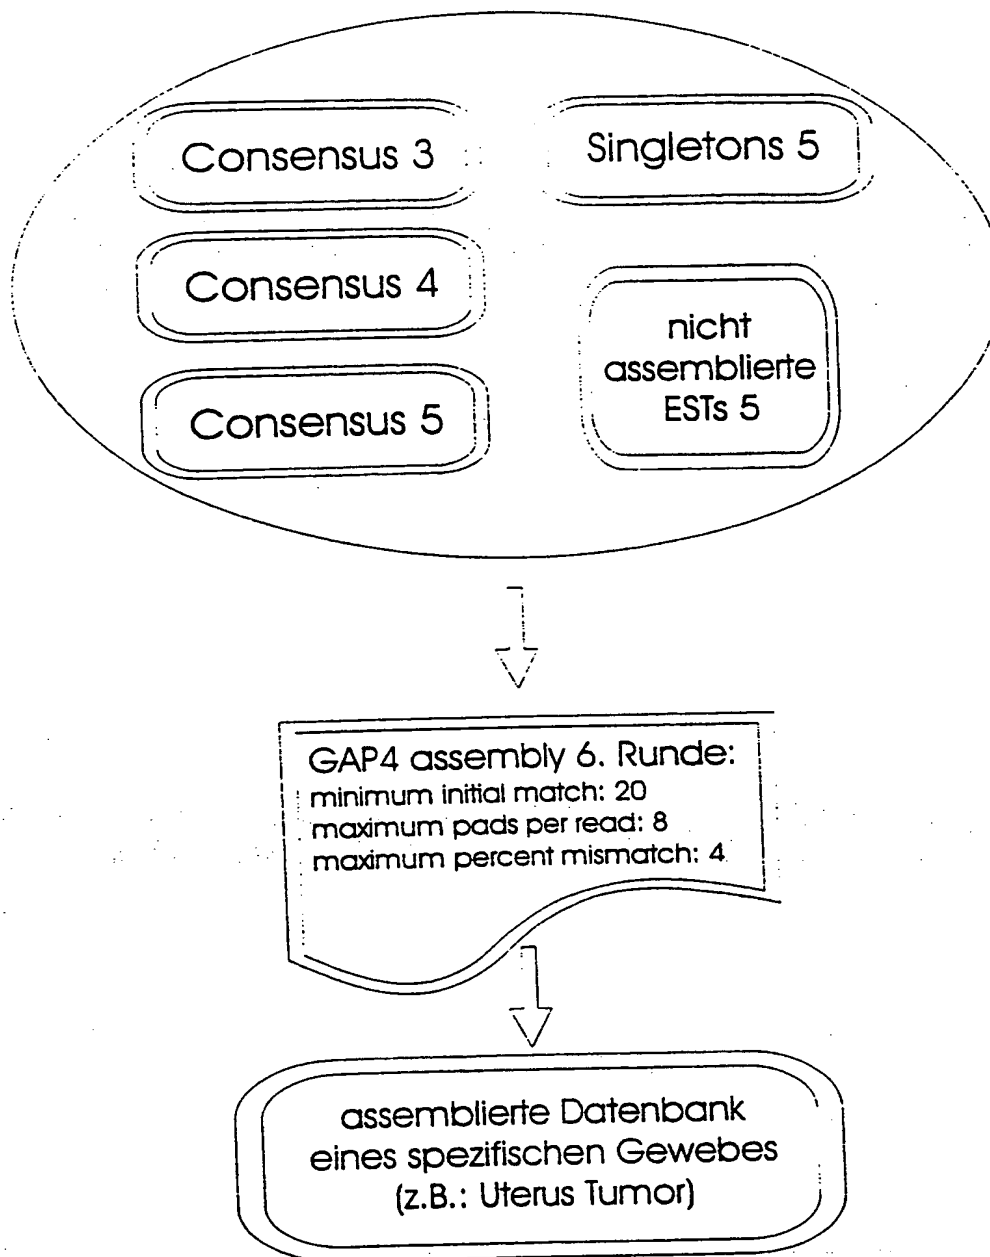 Consensus 3
Singletons 5
Consensus 4
nicht
assemblierte
ESTs 5
Consensus 5
GAP4 assembly 6. Runde:
minimum initial match: 20
maximum pads per read: 8
maximum percent mismatch: 4
assemblierte Datenbank
eines spezifischen Gewebes
(z.B.: Uterus Tumor)